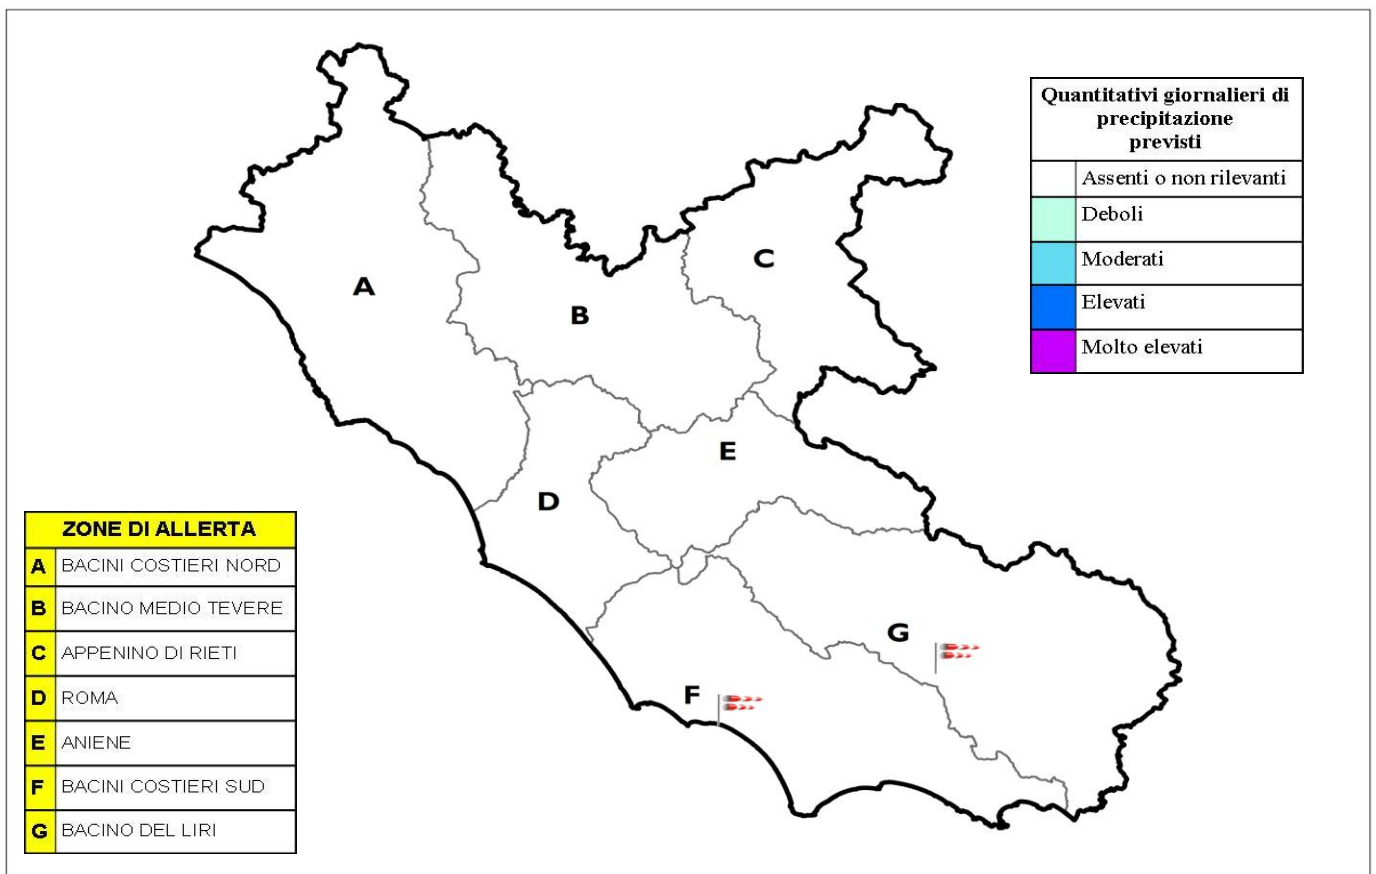 Quantitativi giornalieri di
precipitazione
previsti
Assenti o non rilevanti
Deboli
Moderati
Elevati
Molto elevati
A
B
C
D
E
F
G
ZONE DI ALLERTA
A BACINI COSTIERI NORD
B BACINO MEDIO TEVERE
C APPENINO DI RIETI
D ROMA
E ANIENE
F BACINI COSTIERI SUD
G BACINO DEL LIRI